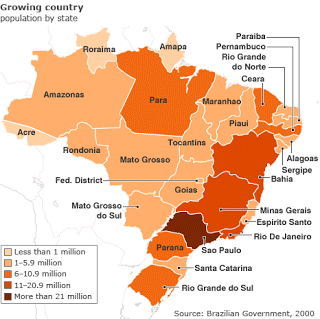 Growing country
population by state
Roraima
Amapa
Paraiba
Pernambuco
Rio Grande
do Norte
Ceara
Amazonas
Para
Maranhao
Piaui
Acre
Rondonia
Tocantins
Mato Grosso
Alagoas
Sergipe
Bahia
Fed. District
Goias
Mato Grosso
do Sul
Minas Gerais
Espirito Santo
Rio De Janeiro
Sao Paulo
Parana
Santa Catarina
Rio Grande do Sul
Less than 1 million
1–5.9 million
6–10.9 million
11–20.9 million
More than 21 million
Source: Brazilian Government, 2000